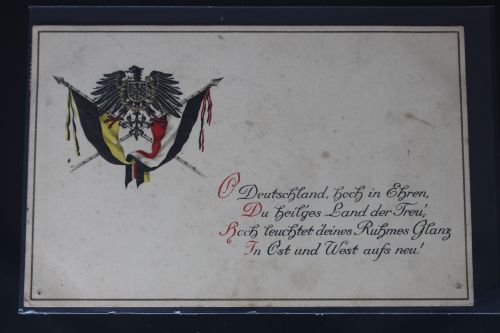 O Deutschland, hoch in Ehren,
Du heil'ges Land der Treu',
Hoch leuchtet deines Ruhmes Glanz
In Ost und West aufs neu!